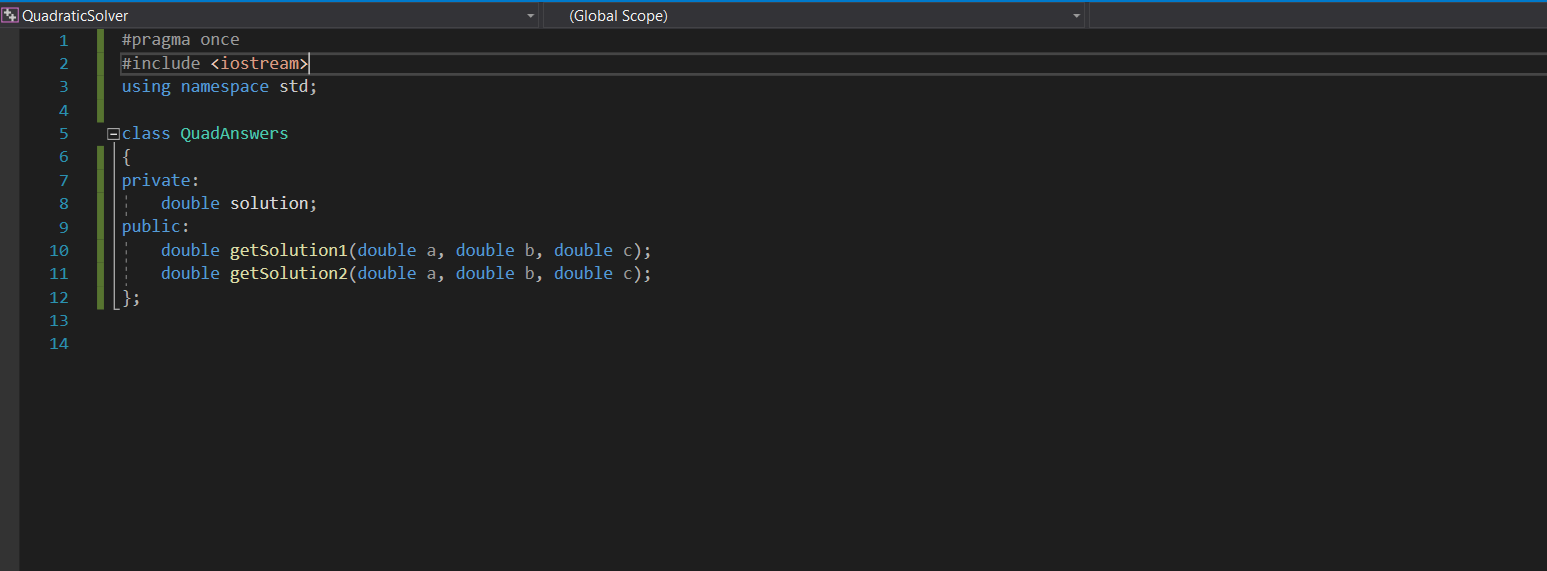 QuadraticSolver (Global Scope)
1 #pragma once
2 #include <iostream>
3 using namespace std;
4
5 class QuadAnswers
6 {
7 private:
8 double solution;
9 public:
10 double getSolution1(double a, double b, double c);
11 double getSolution2(double a, double b, double c);
12 };
13
14